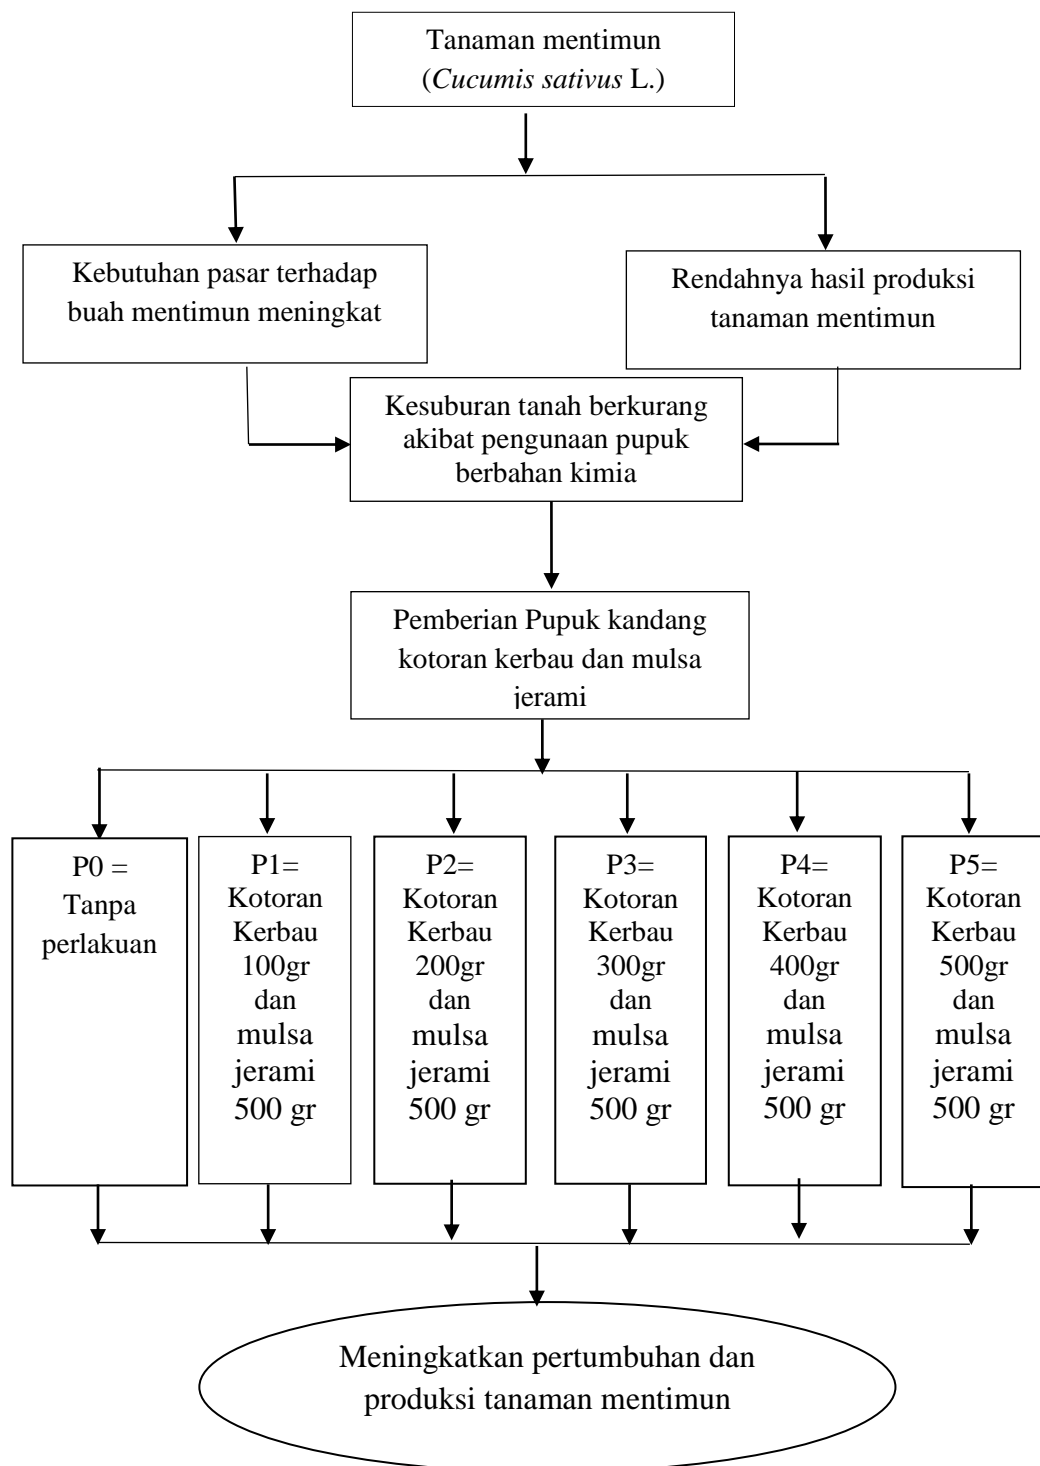 Tanaman mentimun
(Cucumis sativus L.)
Kebutuhan pasar terhadap
buah mentimun meningkat
Rendahnya hasil produksi
tanaman mentimun
Kesuburan tanah berkurang
akibat pengunaan pupuk
berbahan kimia
Pemberian Pupuk kandang
kotoran kerbau dan mulsa
jerami
P0 =
Tanpa
perlakuan
P1=
Kotoran
Kerbau
100gr
dan
mulsa
jerami
500 gr
P2=
Kotoran
Kerbau
200gr
dan
mulsa
jerami
500 gr
P3=
Kotoran
Kerbau
300gr
dan
mulsa
jerami
500 gr
P4=
Kotoran
Kerbau
400gr
dan
mulsa
jerami
500 gr
P5=
Kotoran
Kerbau
500gr
dan
mulsa
jerami
500 gr
Meningkatkan pertumbuhan dan
produksi tanaman mentimun